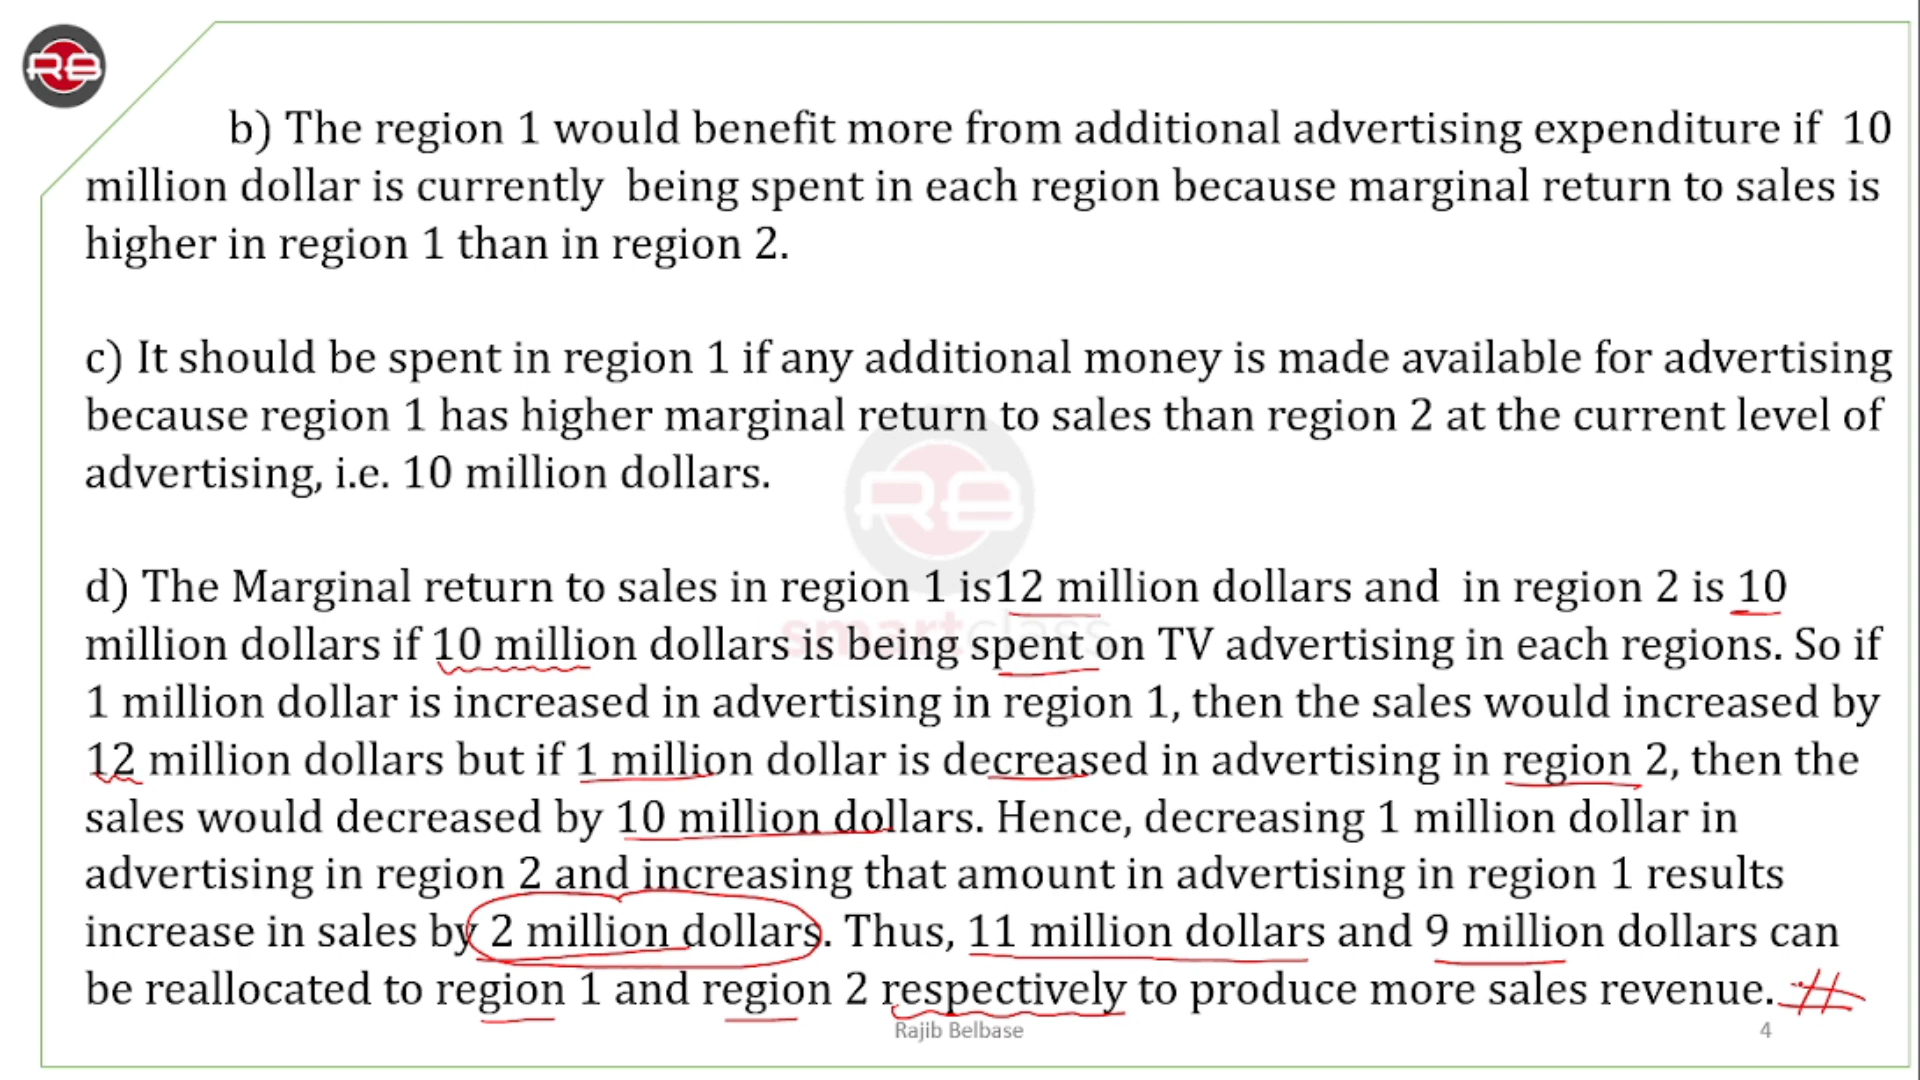 RB
b) The region 1 would benefit more from additional advertising expenditure if 10
million dollar is currently being spent in each region because marginal return to sales is
higher in region 1 than in region 2.
c) It should be spent in region 1 if any additional money is made available for advertising
because region 1 has higher marginal return to sales than region 2 at the current level of
advertising, i.e. 10 million dollars.
RB
smartclass
d) The Marginal return to sales in region 1 is12 million dollars and in region 2 is 10
million dollars if 10 million dollars is being spent on TV advertising in each regions. So if
1 million dollar is increased in advertising in region 1, then the sales would increased by
12 million dollars but if 1 million dollar is decreased in advertising in region 2, then the
sales would decreased by 10 million dollars. Hence, decreasing 1 million dollar in
advertising in region 2 and increasing that amount in advertising in region 1 results
increase in sales by 2 million dollars. Thus, 11 million dollars and 9 million dollars can
be reallocated to region 1 and region 2 respectively to produce more sales revenue. #
Rajib Belbase
4